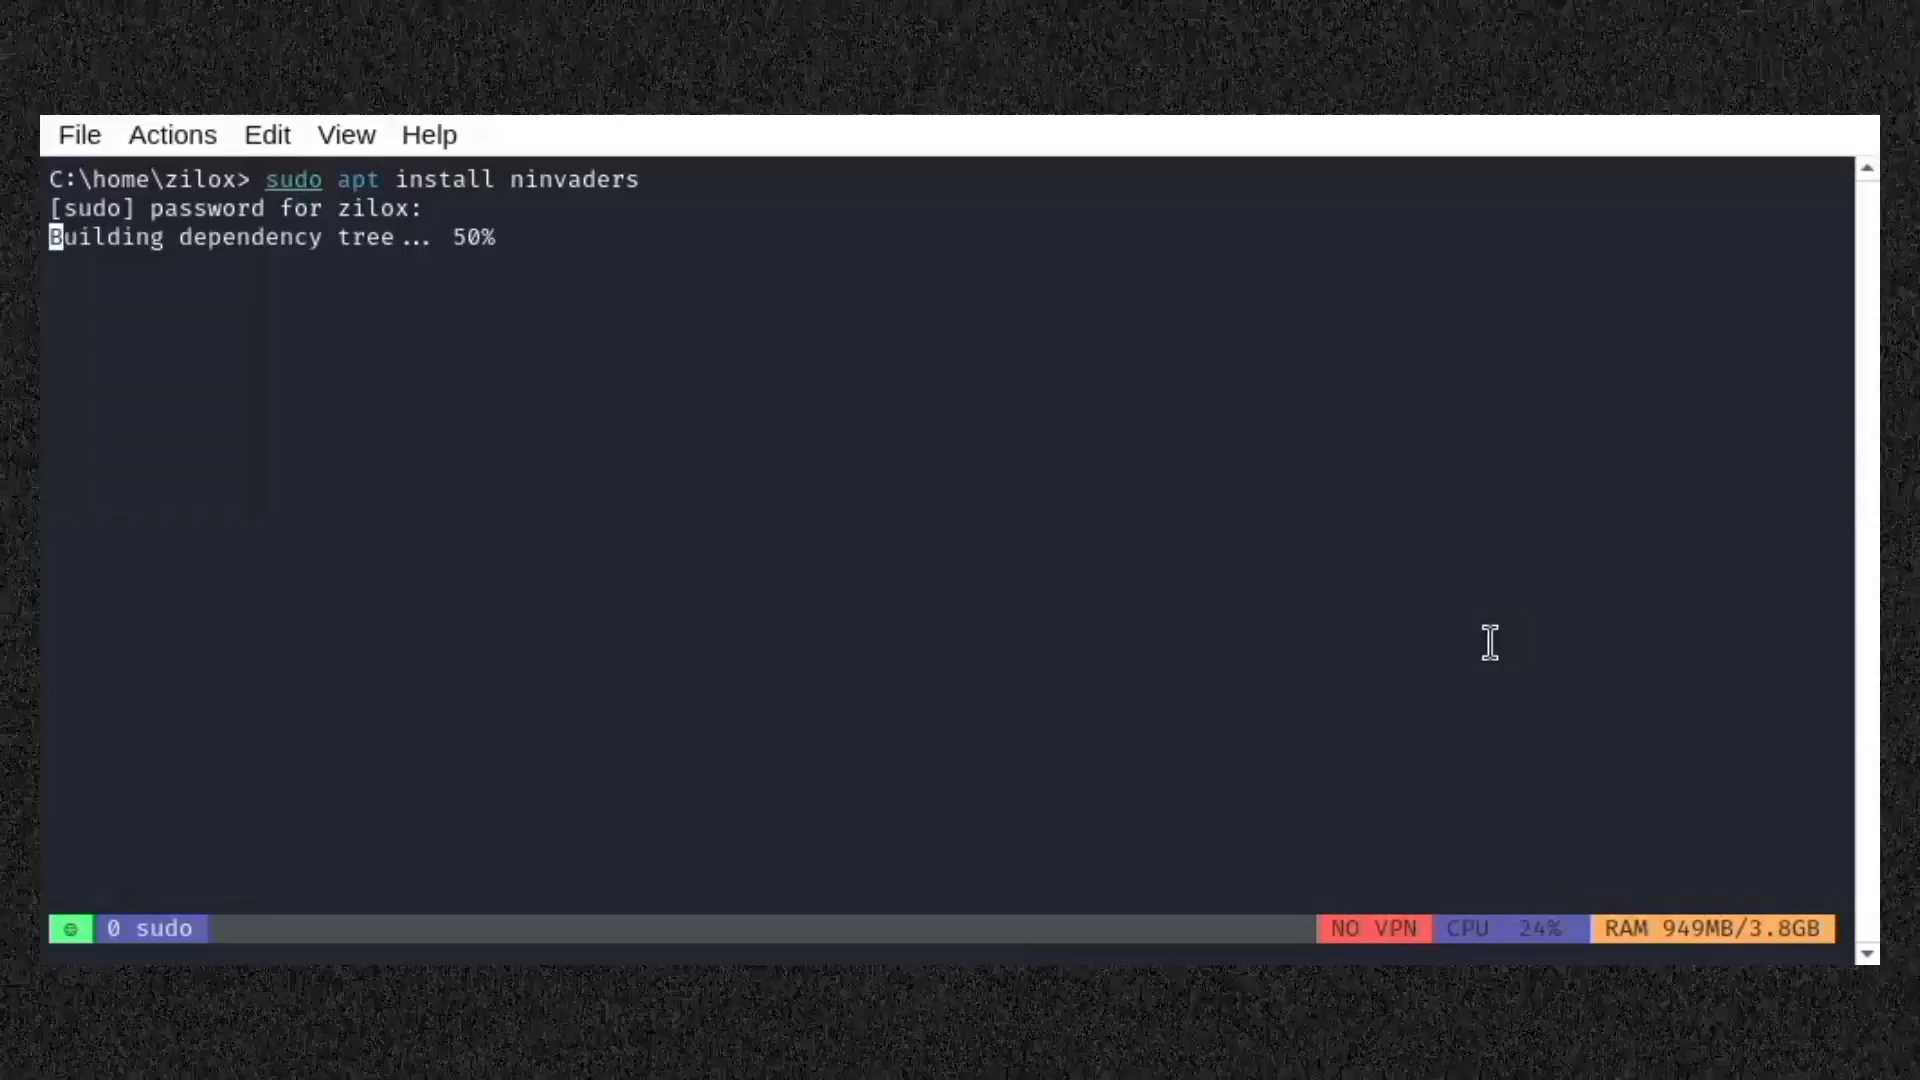 File Actions Edit View Help
C:\home\zilox> sudo apt install ninvaders
[sudo] password for zilox:
Building dependency tree... 50%
0 sudo NO VPN CPU 24% RAM 949MB/3.8GB